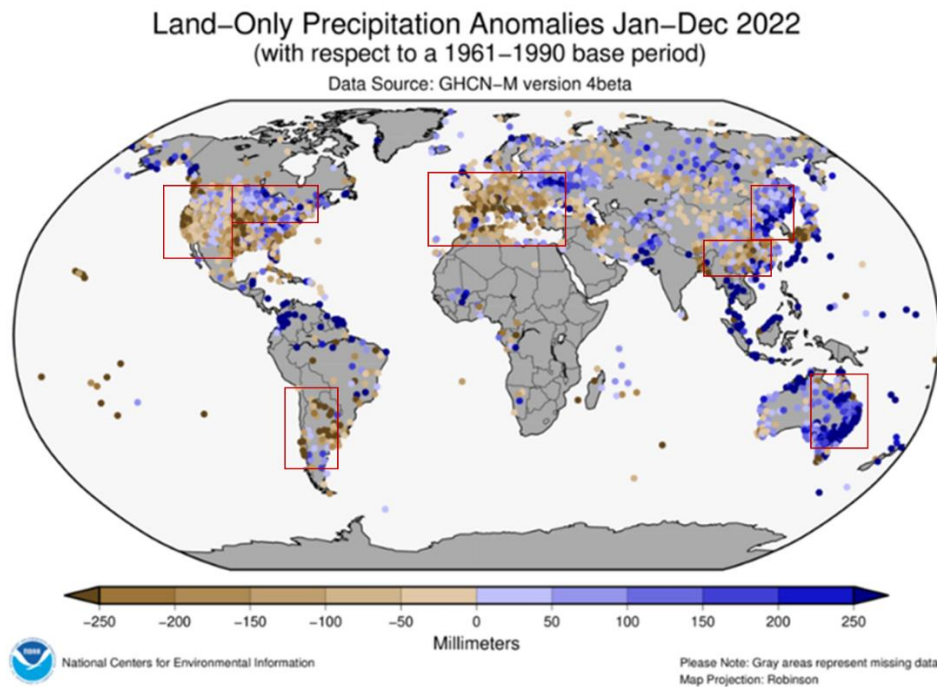 Land−Only Precipitation Anomalies Jan−Dec 2022
(with respect to a 1961−1990 base period)
Data Source: GHCN−M version 4beta
−250 −200 −150 −100 −50 0 50 100 150 200 250
Millimeters
National Centers for Environmental Information
Please Note: Gray areas represent missing data
Map Projection: Robinson